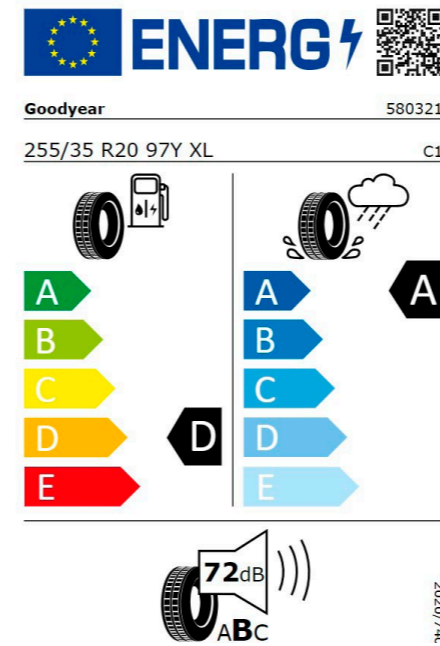 ENERG
Goodyear
580321
255/35 R20 97Y XL
C1
A
B
C
D
E
D
A
B
C
D
E
A
72dB
ABC